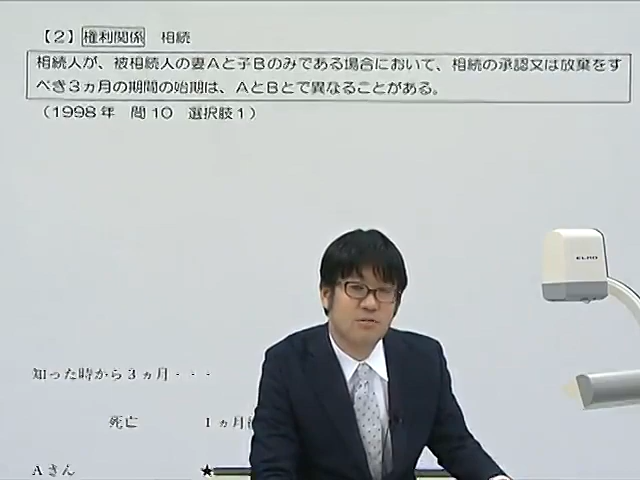 【2】 権利関係 相続
相続人が、被相続人の妻Aと子Bのみである場合において、相続の承認又は放棄をす
べき3ヵ月の期間の始期は、AとBとで異なることがある。
（1998年 問10 選択肢1）
ELMO
知った時から3ヵ月・・・
死亡 1ヵ月
Aさん ★